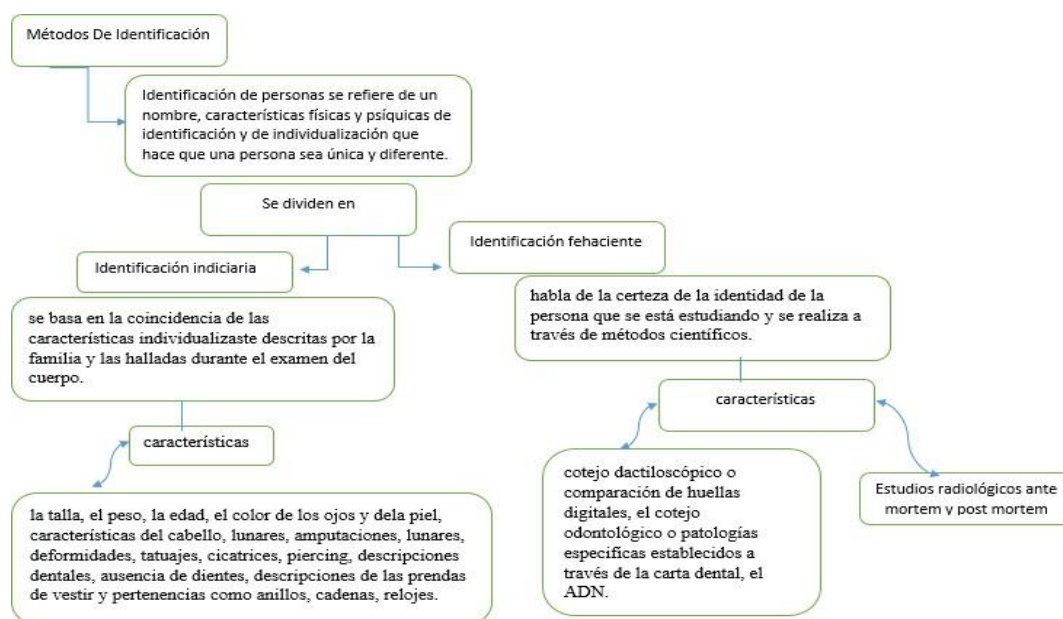 Métodos De Identificación
Identificación de personas se refiere de un
nombre, características físicas y psíquicas de
identificación y de individualización que
hace que una persona sea única y diferente.
Se dividen en
Identificación indiciaria
se basa en la coincidencia de las
características individualizaste descritas por la
familia y las halladas durante el examen del
cuerpo.
características
la talla, el peso, la edad, el color de los ojos y dela piel,
características del cabello, lunares, amputaciones, lunares,
deformidades, tatuajes, cicatrices, piercing, descripciones
dentales, ausencia de dientes, descripciones de las prendas
de vestir y pertenencias como anillos, cadenas, relojes.
Identificación fehaciente
habla de la certeza de la identidad de la
persona que se está estudiando y se realiza a
través de métodos científicos.
características
cotejo dactiloscópico o
comparación de huellas
digitales, el cotejo
odontológico o patologías
especificas establecidos a
través de la carta dental, el
ADN.
Estudios radiológicos ante
mortem y post mortem